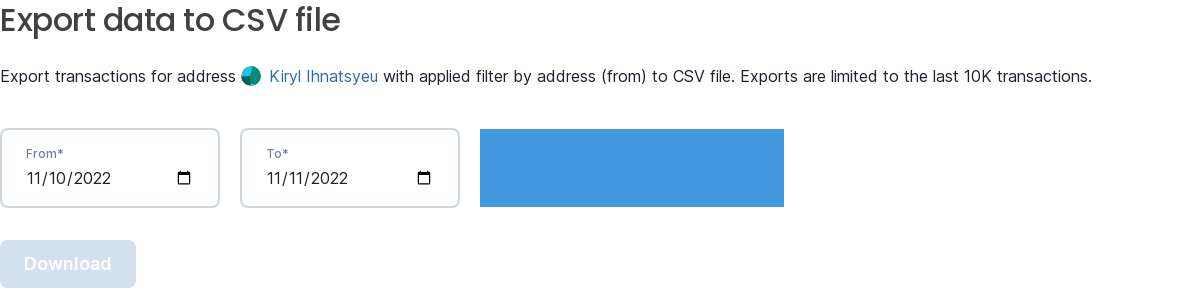 Export data to CSV file
Export transactions for address Kiryl Ihnatsyeu with applied filter by address (from) to CSV file. Exports are limited to the last 10K transactions.
From*
11/10/2022
To*
11/11/2022
Download